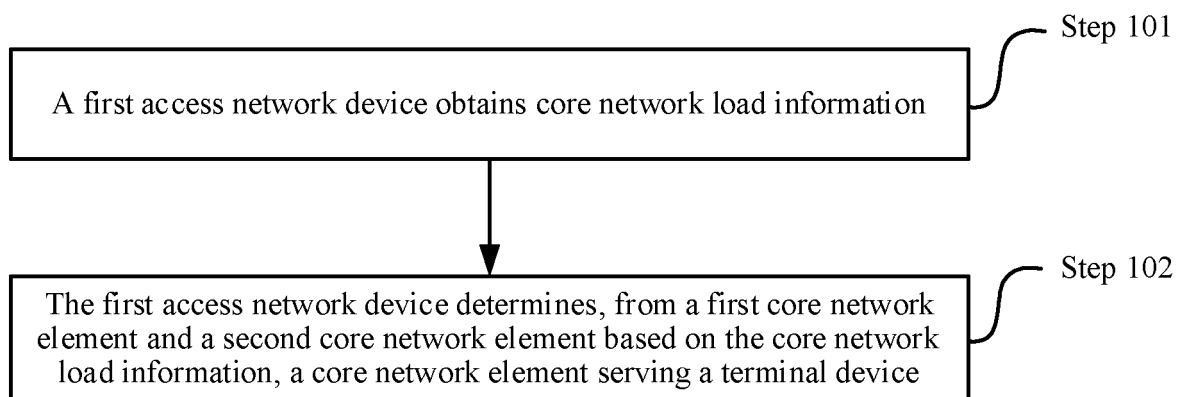 Step 101
A first access network device obtains core network load information
Step 102
The first access network device determines, from a first core network
element and a second core network element based on the core network
load information, a core network element serving a terminal device